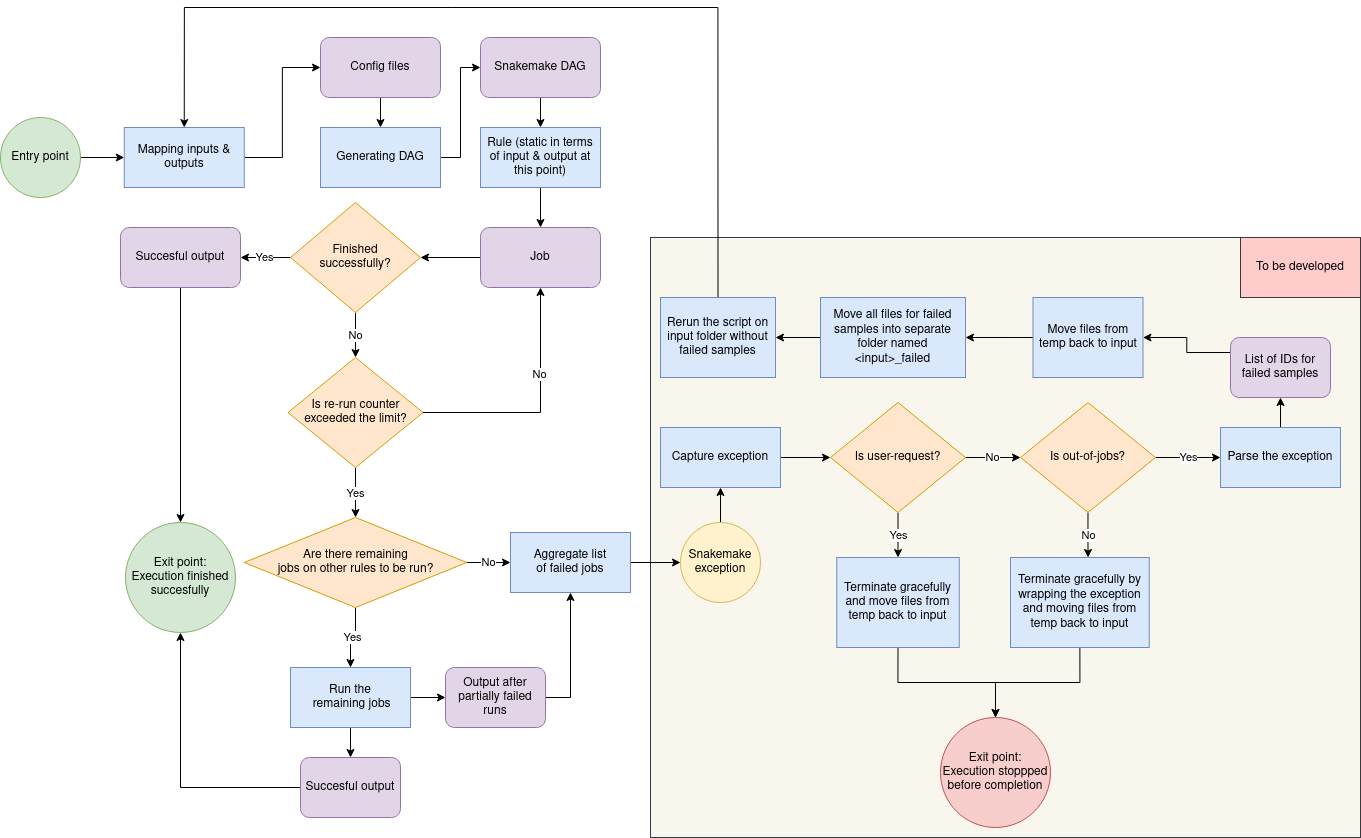 Config files
Snakemake DAG
Entry point
Mapping inputs &
outputs
Generating DAG
Rule (static in terms
of input & output at
this point)
Succesful output
Yes
Finished
successfully?
Job
No
Is re-run counter
exceeded the limit?
No
Yes
Exit point:
Execution finished
succesfully
Are there remaining
jobs on other rules to be run?
No
Aggregate list
of failed jobs
Yes
Run the
remaining jobs
Output after
partially failed
runs
Succesful output
To be developed
Rerun the script on
input folder without
failed samples
Move all files for failed
samples into separate
folder named
<input>_failed
Move files from
temp back to input
List of IDs for
failed samples
Capture exception
Is user-request?
No
Is out-of-jobs?
Yes
Parse the exception
Snakemake
exception
Yes
No
Terminate gracefully
and move files from
temp back to input
Terminate gracefully by
wrapping the exception
and moving files from
temp back to input
Exit point:
Execution stoppped
before completion